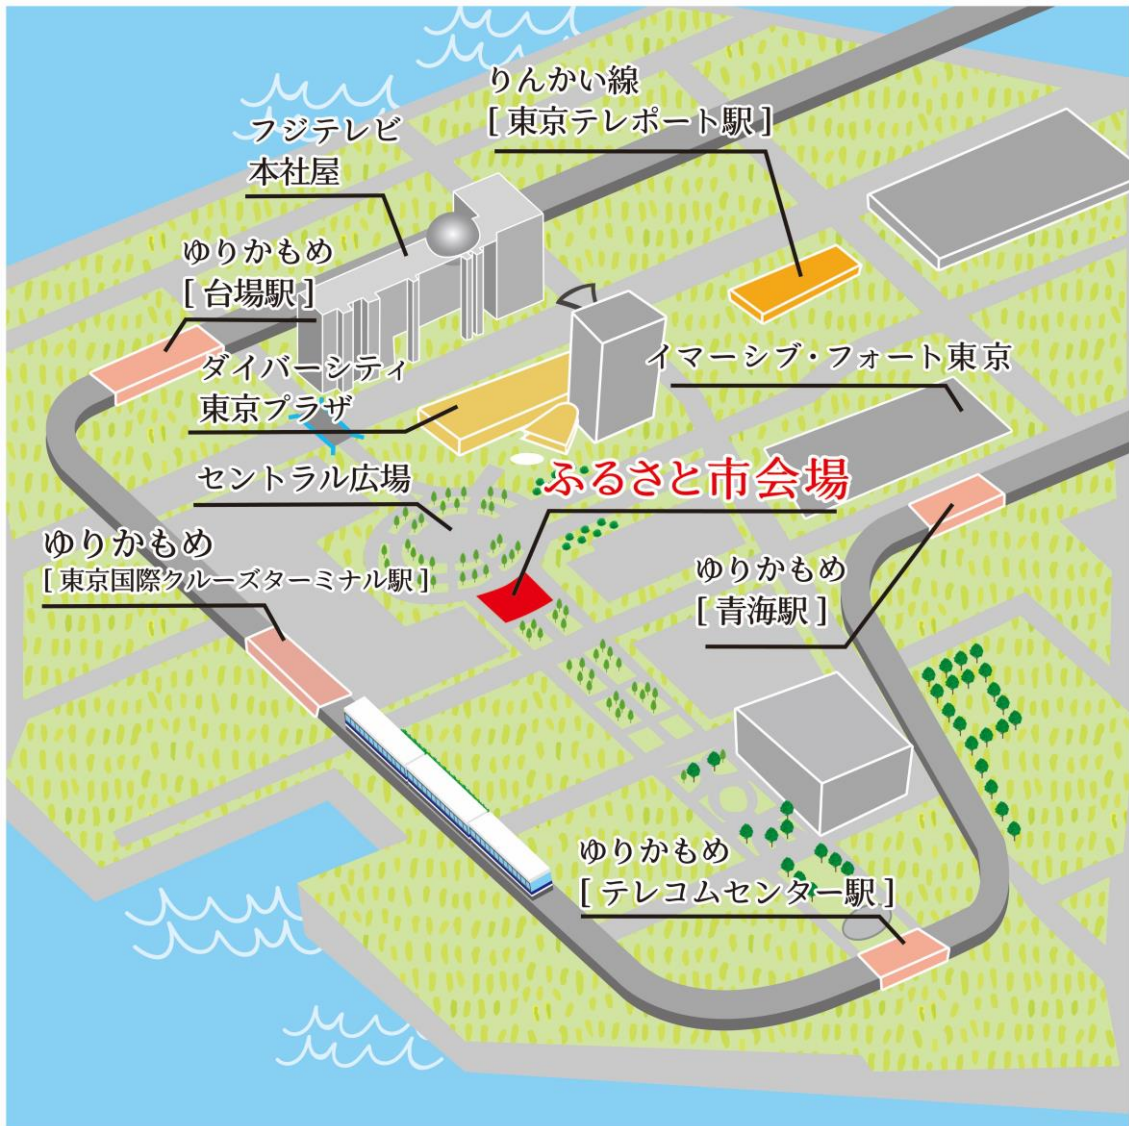 りんかい線
[ 東京テレポート駅 ]
フジテレビ
本社屋
ゆりかもめ
[ 台場駅 ]
ダイバーシティ
東京プラザ
イマーシブ・フォート東京
セントラル広場
ふるさと市会場
ゆりかもめ
[ 東京国際クルーズターミナル駅 ]
ゆりかもめ
[ 青海駅 ]
ゆりかもめ
[ テレコムセンター駅 ]